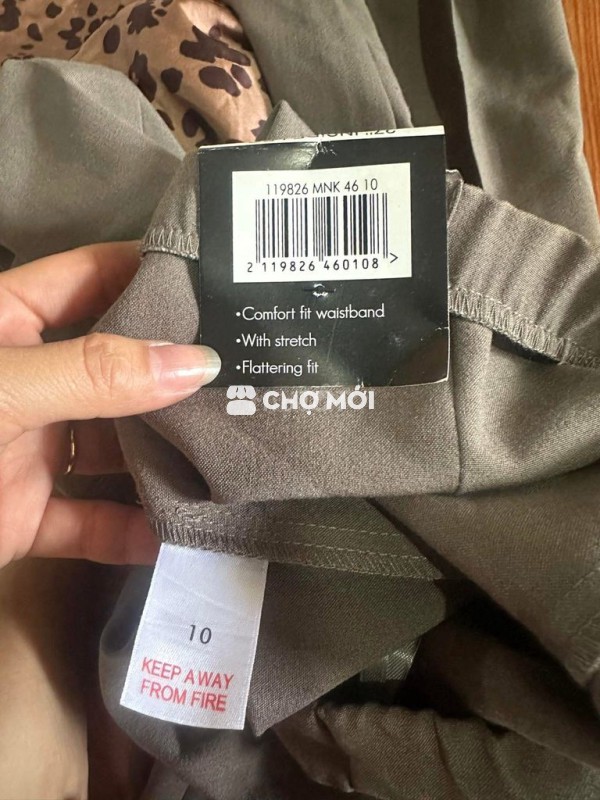 119826 MNK 46 10
2 119826 460108 >
•Comfort fit waistband
•With stretch
•Flattering fit
CHỢ MỚI
10
KEEP AWAY
FROM FIRE